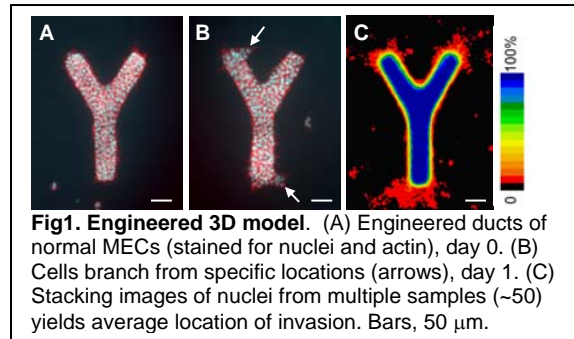 A
B
C
100%
0
Fig1. Engineered 3D model. (A) Engineered ducts of
normal MECs (stained for nuclei and actin), day 0. (B)
Cells branch from specific locations (arrows), day 1. (C)
Stacking images of nuclei from multiple samples (~50)
yields average location of invasion. Bars, 50 μm.